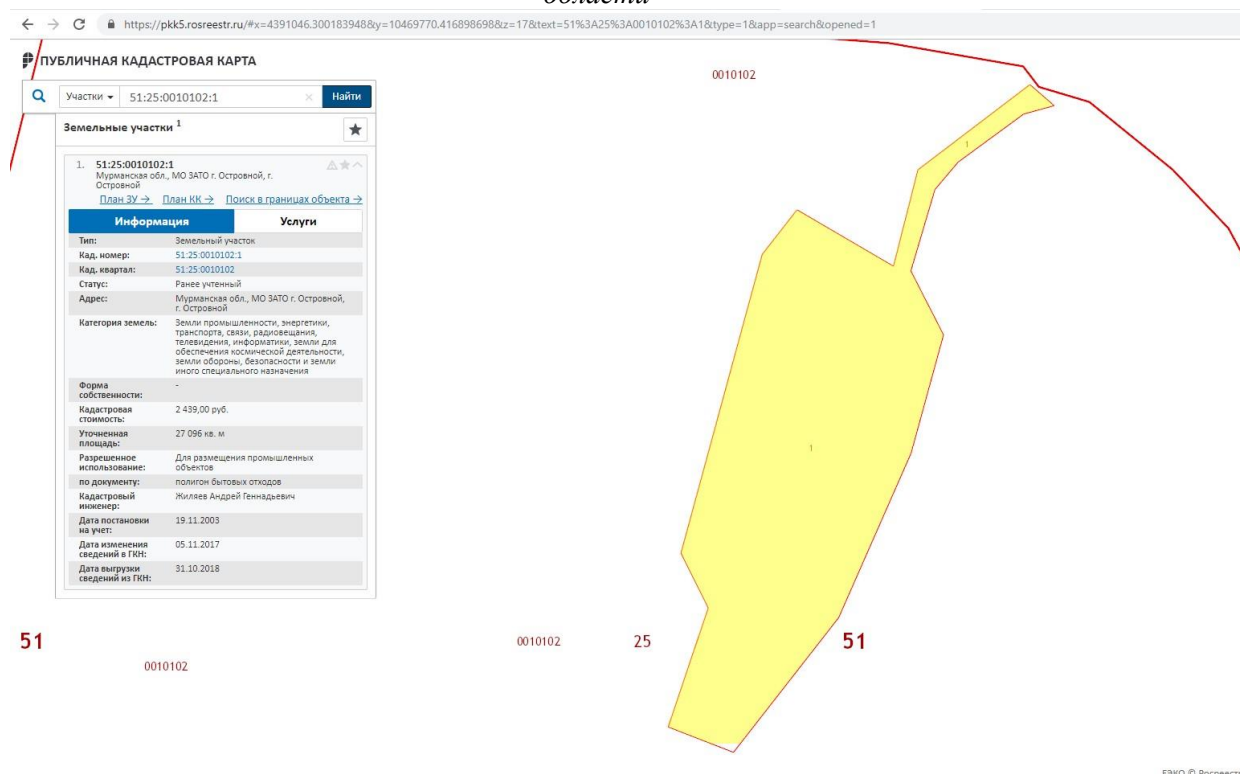 области
https://pkk5.rosreestr.ru/#x=4391046.300183948&y=10469770.416898698&z=17&text=51%3A25%3A0010102%3A1&type=1&app=search&opened=1
ПУБЛИЧНАЯ КАДАСТРОВАЯ КАРТА
Участки 51:25:0010102:1 × Найти
Земельные участки 1
1. 51:25:0010102:1
Мурманская обл., МО ЗАТО г. Островной, г.
Островной
План ЗУ → План КК → Поиск в границах объекта →
Информация Услуги
Тип: Земельный участок
Кад. номер: 51:25:0010102:1
Кад. квартал: 51:25:0010102
Статус: Ранее учтенный
Адрес: Мурманская обл., МО ЗАТО г. Островной,
г. Островной
Категория земель: Земли промышленности, энергетики,
транспорта, связи, радиовещания,
телевидения, информатики, земли для
обеспечения космической деятельности,
земли обороны, безопасности и земли
иного специального назначения
Форма -
собственности:
Кадастровая 2 439,00 руб.
стоимость:
Уточненная 27 096 кв. м
площадь:
Разрешенное Для размещения промышленных
использование: объектов
по документу: полигон бытовых отходов
Кадастровый Жиляев Андрей Геннадьевич
инженер:
Дата постановки 19.11.2003
на учет:
Дата изменения 05.11.2017
сведений в ГКН:
Дата выгрузки 31.10.2018
сведений из ГКН:
0010102
1
1
51 0010102 25 51
0010102
ЕЭКО © Росреестр